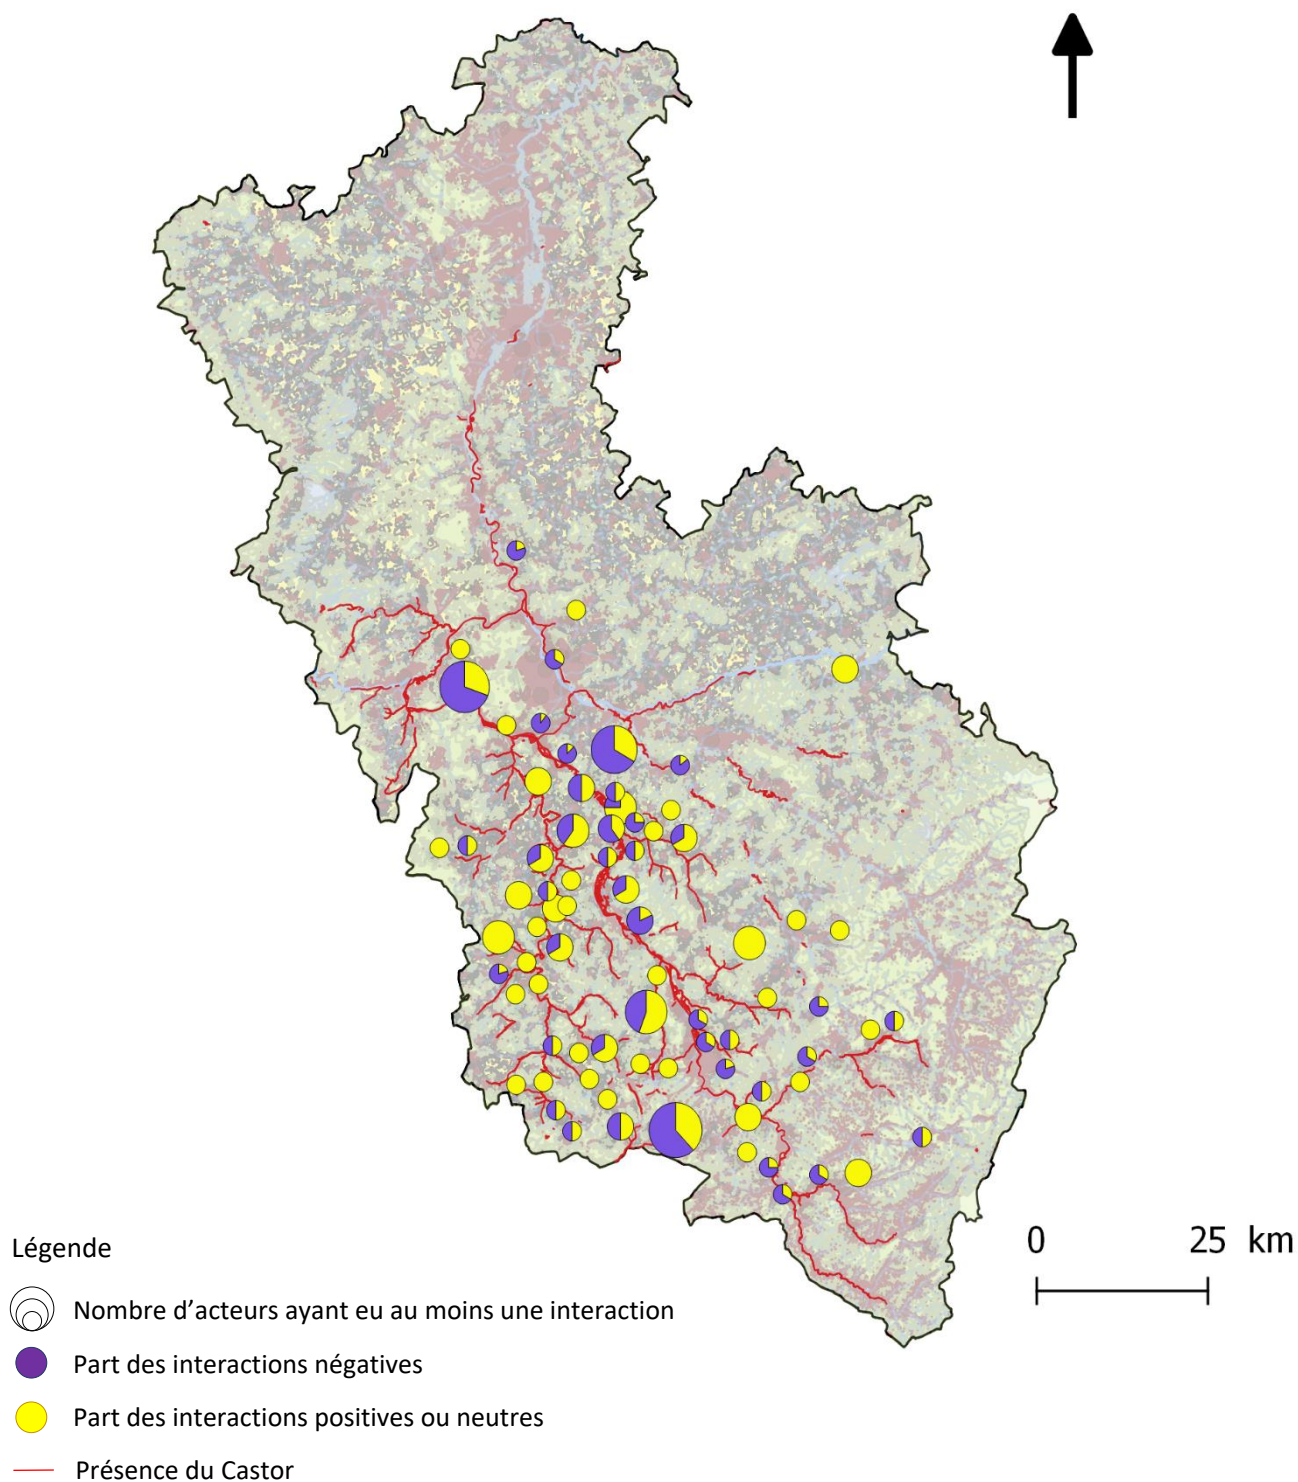 0 25 km
Légende
Nombre d’acteurs ayant eu au moins une interaction
Part des interactions négatives
Part des interactions positives ou neutres
Présence du Castor